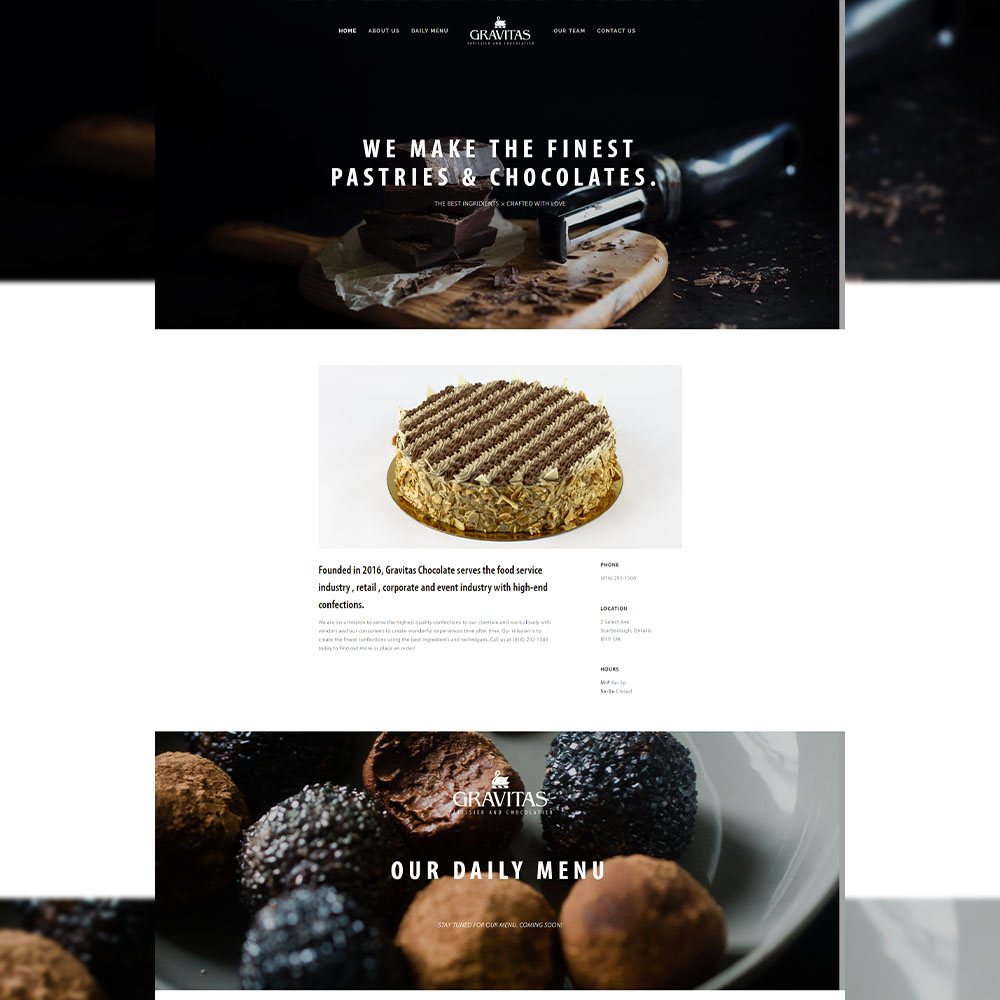 HOME ABOUT US DAILY MENU GRAVITAS OUR TEAM CONTACT US
PATISSIER AND CHOCOLATIER
WE MAKE THE FINEST
PASTRIES & CHOCOLATES.
THE BEST INGRIDIENTS × CRAFTED WITH LOVE
Founded in 2016, Gravitas Chocolate serves the food service
industry , retail , corporate and event industry with high-end
confections.
We are on a mission to serve the highest quality confections to our clientele and work closely with
vendors and our consumers to create wonderful experiences time after time. Our mission is to
create the finest confections using the best ingredients and techniques. Call us at (416) 292-1500
today to find out more or place an order!
PHONE
(416) 292-1500
LOCATION
2 Select Ave
Scarborough, Ontario
M1V
HOURS
M-F 8a-5p
Sa-Su Closed
GRAVITAS
PATISSIER AND CHOCOLATIER
OUR DAILY MENU
STAY TUNED FOR OUR MENU, COMING SOON!